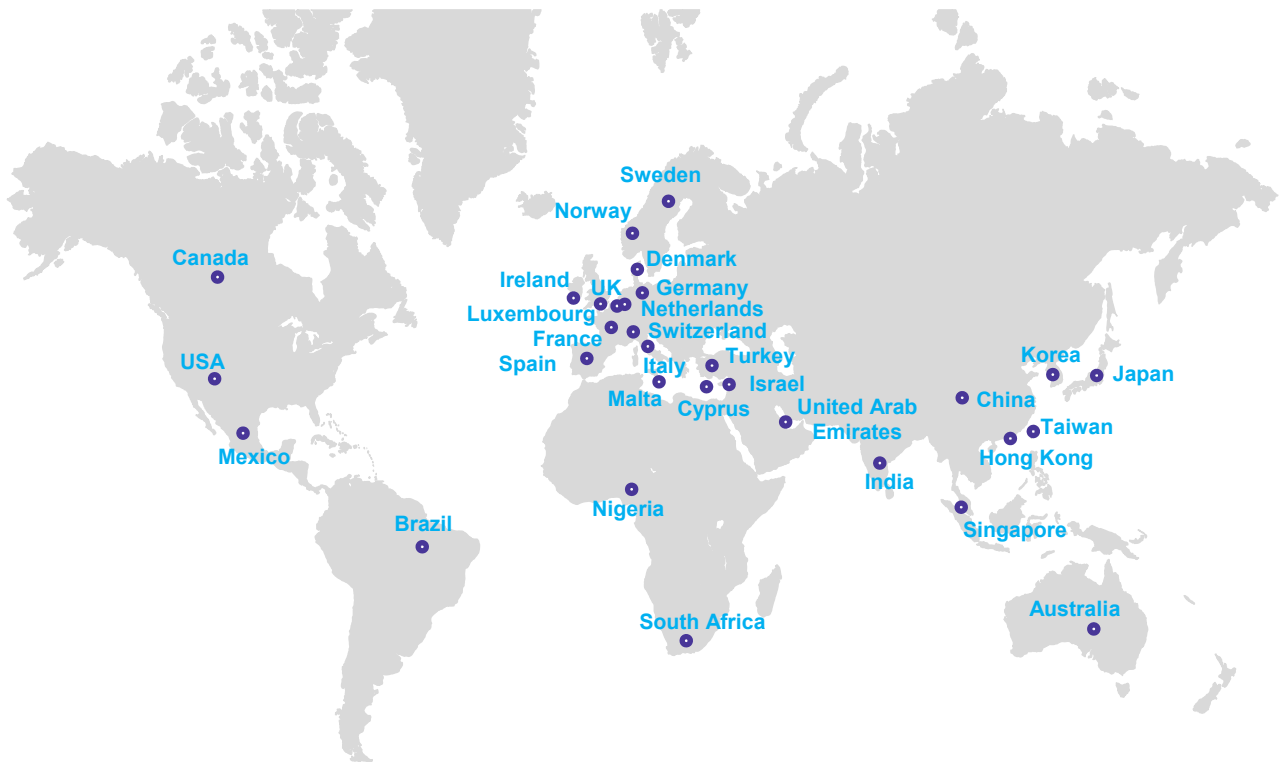 Sweden
Norway
Canada
Denmark
Ireland
UK
Germany
Luxembourg
Netherlands
France
Switzerland
Spain
Italy
Turkey
USA
Korea
Japan
Malta
Israel
Cyprus
United Arab
Emirates
China
Taiwan
Mexico
Hong Kong
India
Nigeria
Brazil
Singapore
South Africa
Australia